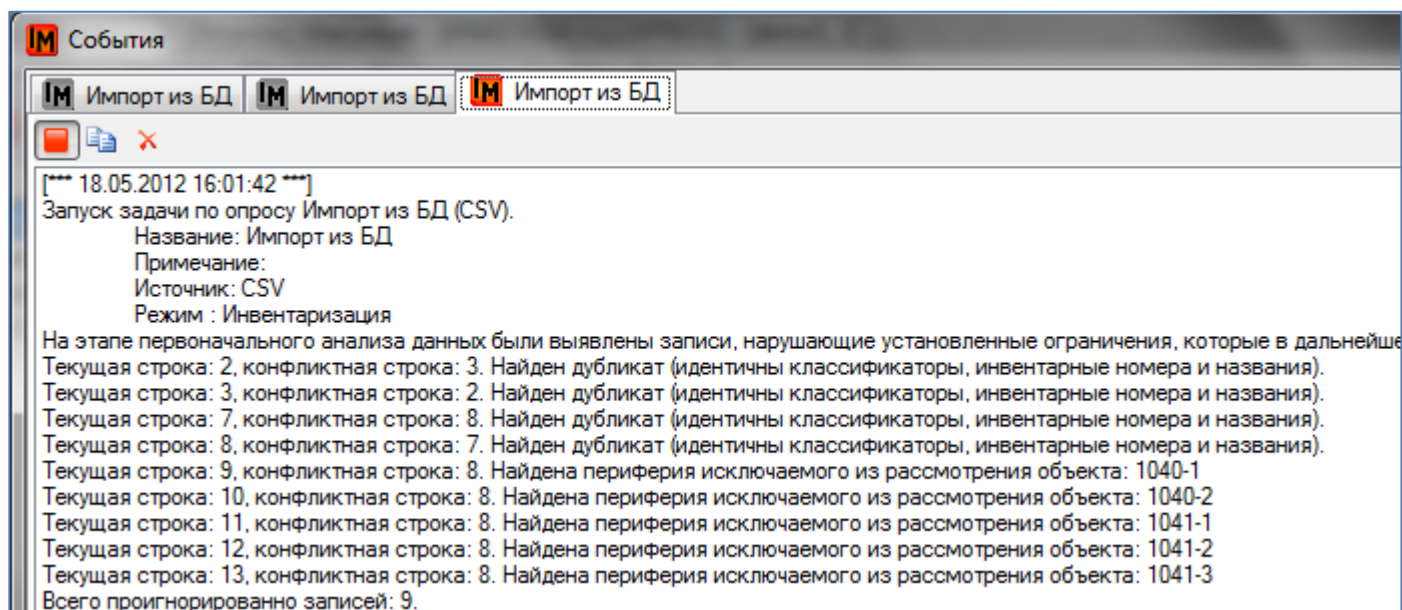 IM События
IM Импорт из БД IM Импорт из БД IM Импорт из БД
[*** 18.05.2012 16:01:42 ***]
Запуск задачи по опросу Импорт из БД (CSV).
Название: Импорт из БД
Примечание:
Источник: CSV
Режим : Инвентаризация
На этапе первоначального анализа данных были выявлены записи, нарушающие установленные ограничения, которые в дальнейше
Текущая строка: 2, конфликтная строка: 3. Найден дубликат (идентичны классификаторы, инвентарные номера и названия).
Текущая строка: 3, конфликтная строка: 2. Найден дубликат (идентичны классификаторы, инвентарные номера и названия).
Текущая строка: 7, конфликтная строка: 8. Найден дубликат (идентичны классификаторы, инвентарные номера и названия).
Текущая строка: 8, конфликтная строка: 7. Найден дубликат (идентичны классификаторы, инвентарные номера и названия).
Текущая строка: 9, конфликтная строка: 8. Найдена периферия исключаемого из рассмотрения объекта: 1040-1
Текущая строка: 10, конфликтная строка: 8. Найдена периферия исключаемого из рассмотрения объекта: 1040-2
Текущая строка: 11, конфликтная строка: 8. Найдена периферия исключаемого из рассмотрения объекта: 1041-1
Текущая строка: 12, конфликтная строка: 8. Найдена периферия исключаемого из рассмотрения объекта: 1041-2
Текущая строка: 13, конфликтная строка: 8. Найдена периферия исключаемого из рассмотрения объекта: 1041-3
Всего проигнорированно записей: 9.